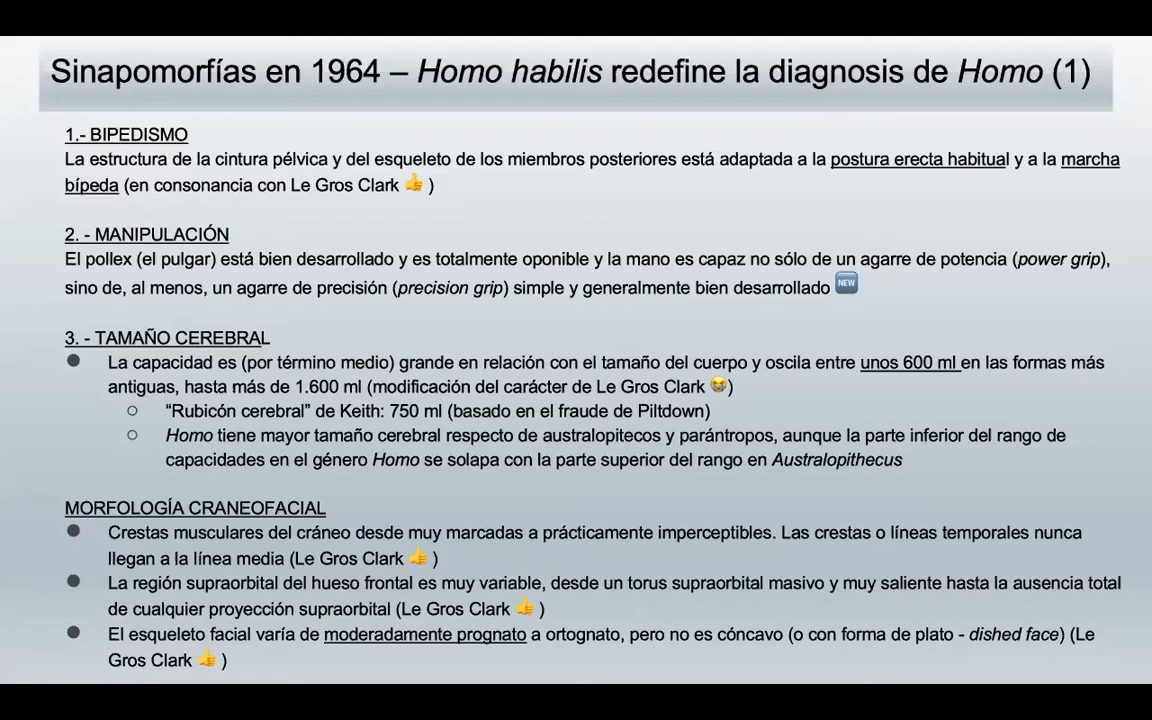 Sinapomorfías en 1964 – Homo habilis redefine la diagnosis de Homo (1)
1.- BIPEDISMO
La estructura de la cintura pélvica y del esqueleto de los miembros posteriores está adaptada a la postura erecta habitual y a la marcha
bípeda (en consonancia con Le Gros Clark 👍 )
2. - MANIPULACIÓN
El pollex (el pulgar) está bien desarrollado y es totalmente oponible y la mano es capaz no sólo de un agarre de potencia (power grip),
sino de, al menos, un agarre de precisión (precision grip) simple y generalmente bien desarrollado 🆕
3. - TAMAÑO CEREBRAL
● La capacidad es (por término medio) grande en relación con el tamaño del cuerpo y oscila entre unos 600 ml en las formas más
antiguas, hasta más de 1.600 ml (modificación del carácter de Le Gros Clark 😭)
○ “Rubicón cerebral” de Keith: 750 ml (basado en el fraude de Piltdown)
○ Homo tiene mayor tamaño cerebral respecto de australopitecos y parántropos, aunque la parte inferior del rango de
capacidades en el género Homo se solapa con la parte superior del rango en Australopithecus
MORFOLOGÍA CRANEOFACIAL
● Crestas musculares del cráneo desde muy marcadas a prácticamente imperceptibles. Las crestas o líneas temporales nunca
llegan a la línea media (Le Gros Clark 👍 )
● La región supraorbital del hueso frontal es muy variable, desde un torus supraorbital masivo y muy saliente hasta la ausencia total
de cualquier proyección supraorbital (Le Gros Clark 👍 )
● El esqueleto facial varía de moderadamente prognato a ortognato, pero no es cóncavo (o con forma de plato - dished face) (Le
Gros Clark 👍 )